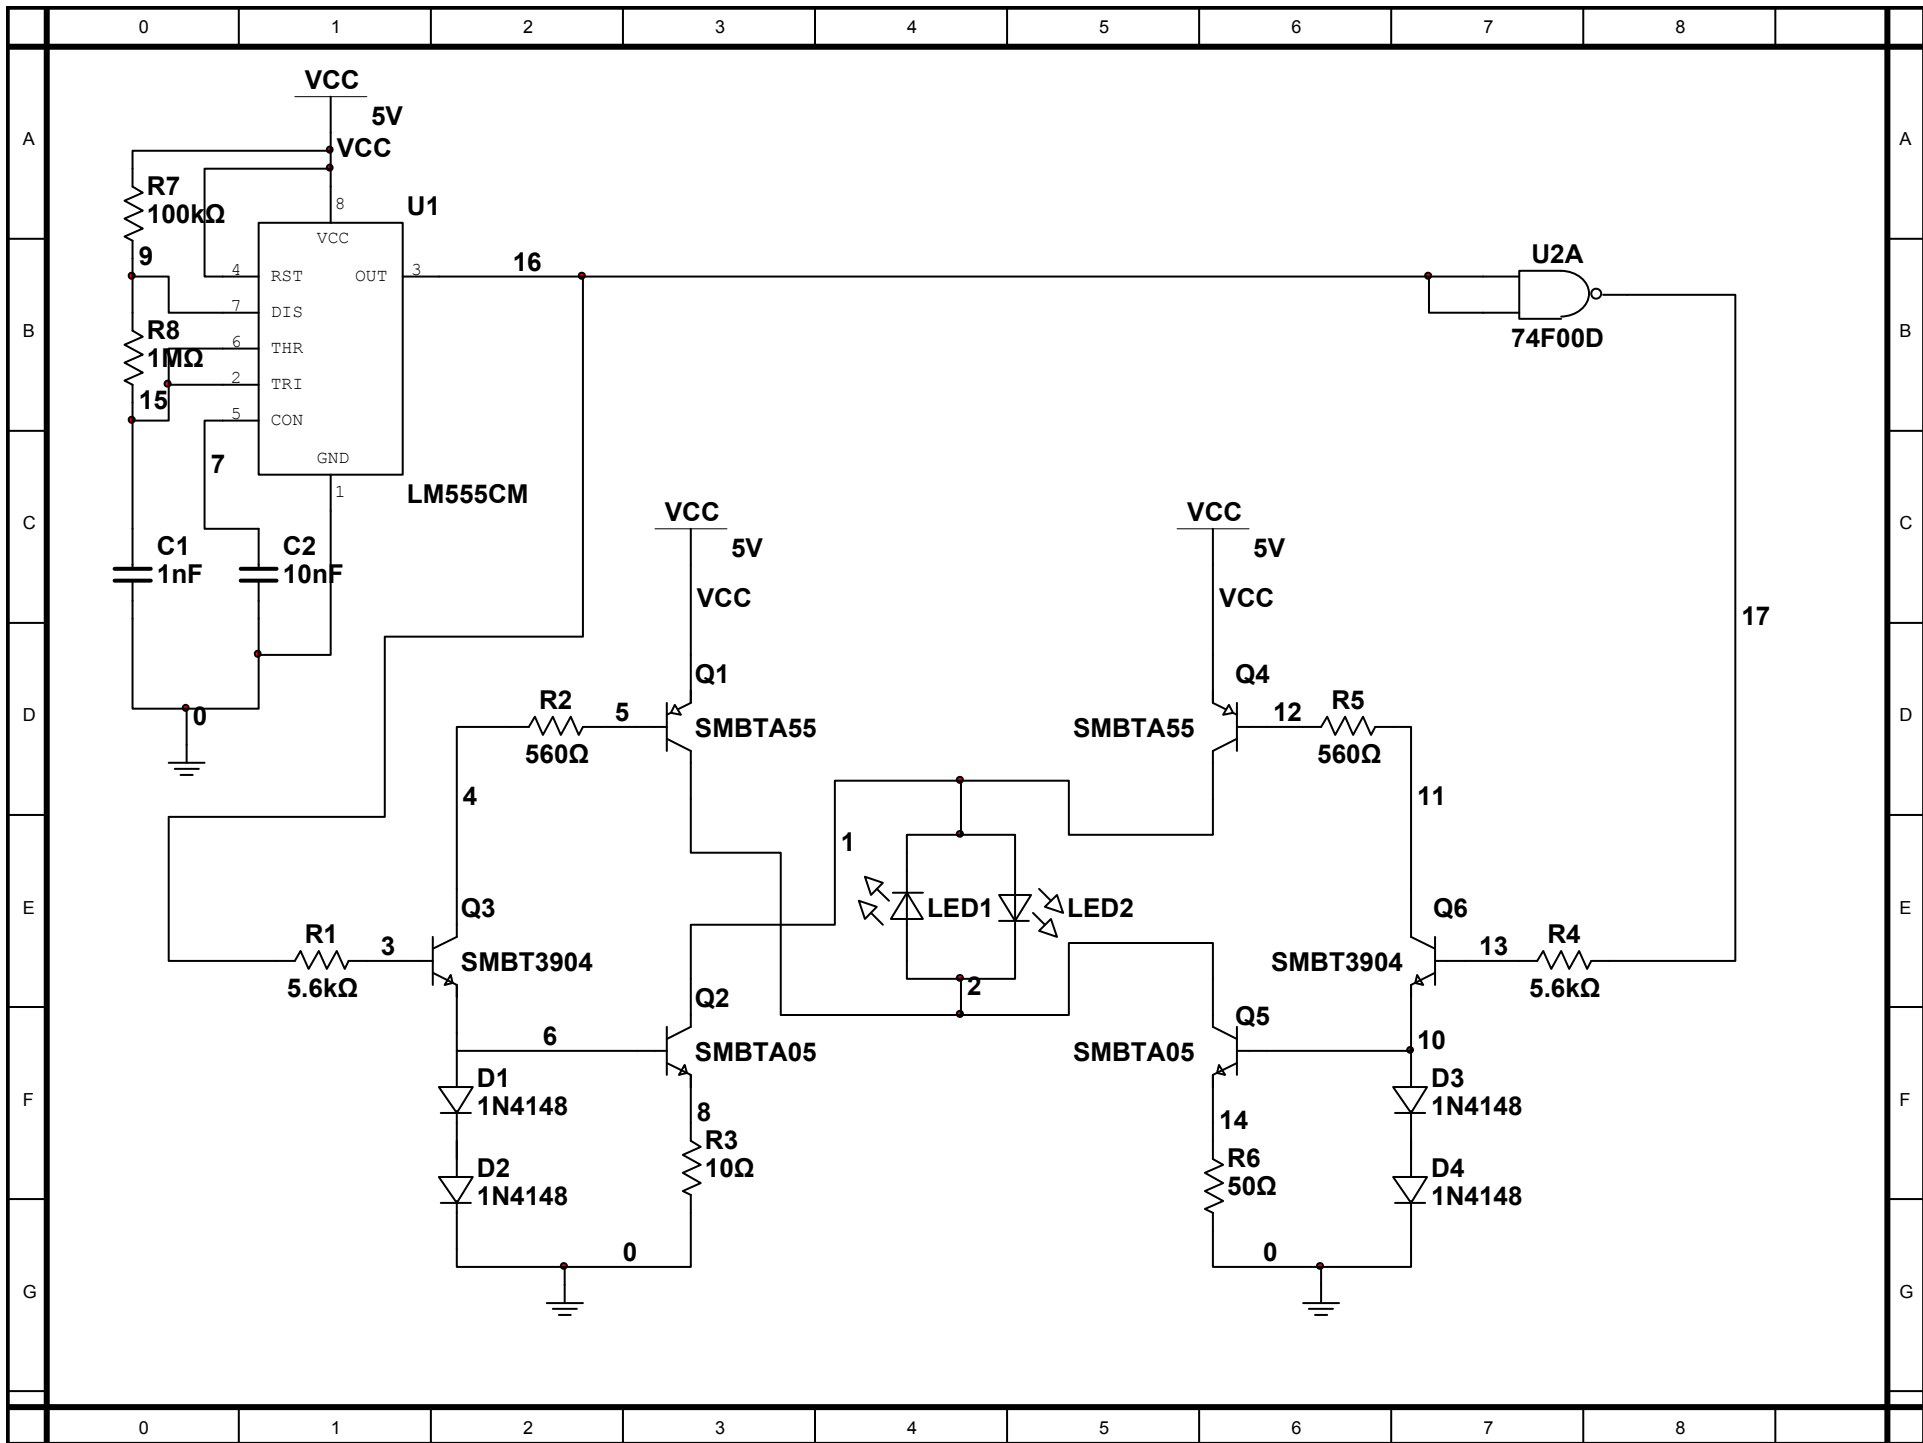 0 1 2 3 4 5 6 7 8
VCC
5V
A
VCC
A
R7
100kΩ
8
U1
VCC
9
16
U2A
4 RST OUT 3
7 DIS
B
R8
B
6 THR
1MΩ
74F00D
2 TRI
15
5 CON
7
GND
1
LM555CM
C
VCC
VCC
C
C1
1nF
C2
10nF
5V
5V
VCC
VCC
17
Q1
Q4
D
0
R2
560Ω
5
SMBTA55
SMBTA55
12
R5
560Ω
D
4
11
1
E
Q3
LED1
LED2
Q6
E
R1
5.6kΩ
3
SMBT3904
SMBT3904
13
R4
5.6kΩ
2
Q2
Q5
6
SMBTA05
SMBTA05
10
F
D1
1N4148
D3
1N4148
F
8
14
R3
10Ω
R6
50Ω
D2
1N4148
D4
1N4148
0
0
G
G
0 1 2 3 4 5 6 7 8